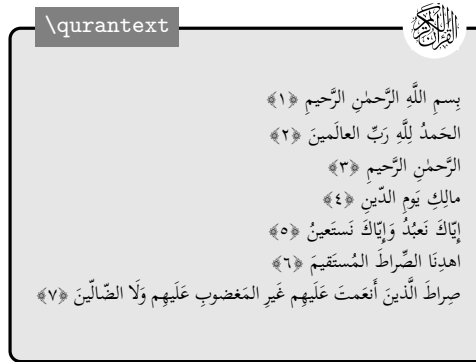 \qurantext
بِسمِ اللَّهِ الرَّحمٰنِ الرَّحيمِ ﴿١﴾
الحَمدُ لِلَّهِ رَبِّ العالَمينَ ﴿٢﴾
الرَّحمٰنِ الرَّحيمِ ﴿٣﴾
مالِكِ يَومِ الدّينِ ﴿٤﴾
إِيّاكَ نَعبُدُ وَإِيّاكَ نَستَعينُ ﴿٥﴾
اهدِنَا الصِّراطَ المُستَقيمَ ﴿٦﴾
صِراطَ الَّذينَ أَنعَمتَ عَلَيهِم غَيرِ المَغضوبِ عَلَيهِم وَلَا الضّالّينَ ﴿٧﴾